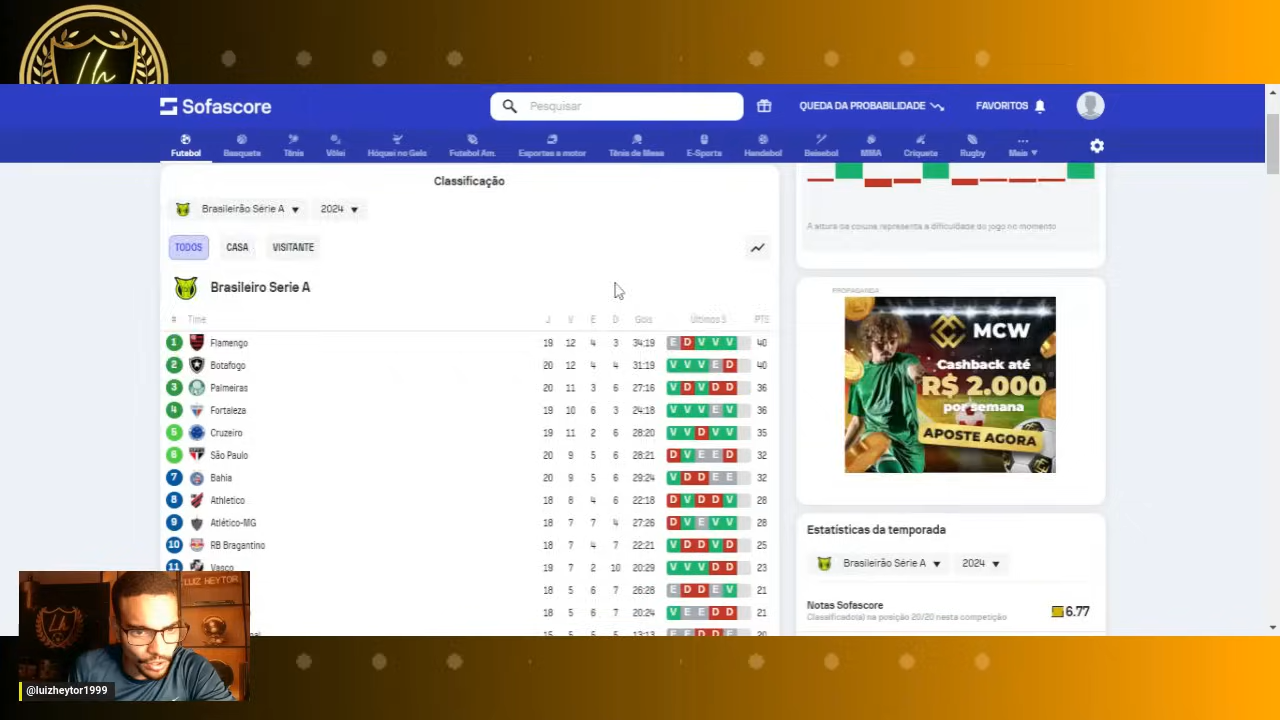 Sofascore
Pesquisar
QUEDA DA PROBABILIDADE
FAVORITOS
Futebol Basquete Tênis Vôlei Hóquei no Gelo Futebol Am. Esportes a motor Tênis de Mesa E-Sports Handebol Beisebol MMA Críquete Rugby Mais
Classificação
Brasileirão Série A 2024
TODOS CASA VISITANTE
Brasileiro Serie A
# Time J V E D Gols Últimos 5 PTS
1 Flamengo 19 12 4 3 34:19 E D V V V 40
2 Botafogo 20 12 4 4 31:19 V V V E D 40
3 Palmeiras 20 11 3 6 27:16 V D V D D 36
4 Fortaleza 19 10 6 3 24:18 V V V E V 36
5 Cruzeiro 19 11 2 6 28:20 V V D V V 35
6 São Paulo 20 9 5 6 28:21 D V E E D 32
7 Bahia 20 9 5 6 29:24 V D D E E 32
8 Athletico 18 8 4 6 22:18 D V D D V 28
9 Atlético-MG 18 7 7 4 27:26 D V E V V 28
10 RB Bragantino 18 7 4 7 22:21 V D D V D 25
11 Vasco 19 7 2 10 20:29 V V V D D 23
18 5 6 7 26:28 E D D E V 21
18 5 6 7 20:24 V E E D D 21
A altura da coluna representa a dificuldade do jogo no momento
PROPAGANDA
MCW
Cashback até
R$ 2.000
por semana
APOSTE AGORA
Estatísticas da temporada
Brasileirão Série A 2024
Notas Sofascore
Classificado(s) na posição 20/20 nesta competição
6.77
LUIZ HEYTOR
@luizheytor1999